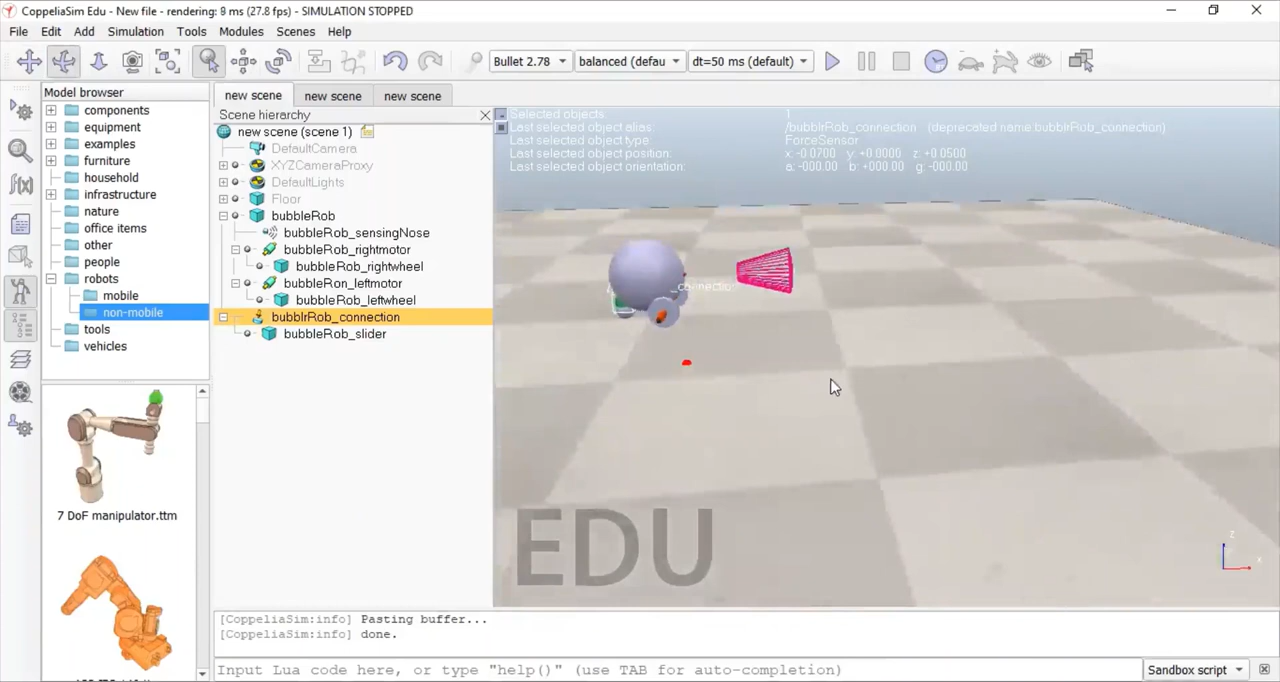 CoppeliaSim Edu - New file - rendering: 9 ms (27.8 fps) - SIMULATION STOPPED
File Edit Add Simulation Tools Modules Scenes Help
Bullet 2.78 balanced (defau dt=50 ms (default)
Model browser
components
equipment
examples
furniture
household
infrastructure
nature
office items
other
people
robots
mobile
non-mobile
tools
vehicles
7 DoF manipulator.ttm
new scene new scene new scene
Scene hierarchy
new scene (scene 1)
DefaultCamera
XYZCameraProxy
DefaultLights
Floor
bubbleRob
bubbleRob_sensingNose
bubbleRob_rightmotor
bubbleRob_rightwheel
bubbleRon_leftmotor
bubbleRob_leftwheel
bubblrRob_connection
bubbleRob_slider
Selected objects: 1
Last selected object alias: /bubblrRob_connection (deprecated name:bubblrRob_connection)
Last selected object type: ForceSensor
Last selected object position: x: -0.0700 y: +0.0000 z: +0.0500
Last selected object orientation: a: -000.00 b: +000.00 g: -000.00
EDU
z
x
[CoppeliaSim:info] Pasting buffer...
[CoppeliaSim:info] done.
Input Lua code here, or type "help()" (use TAB for auto-completion)
Sandbox script